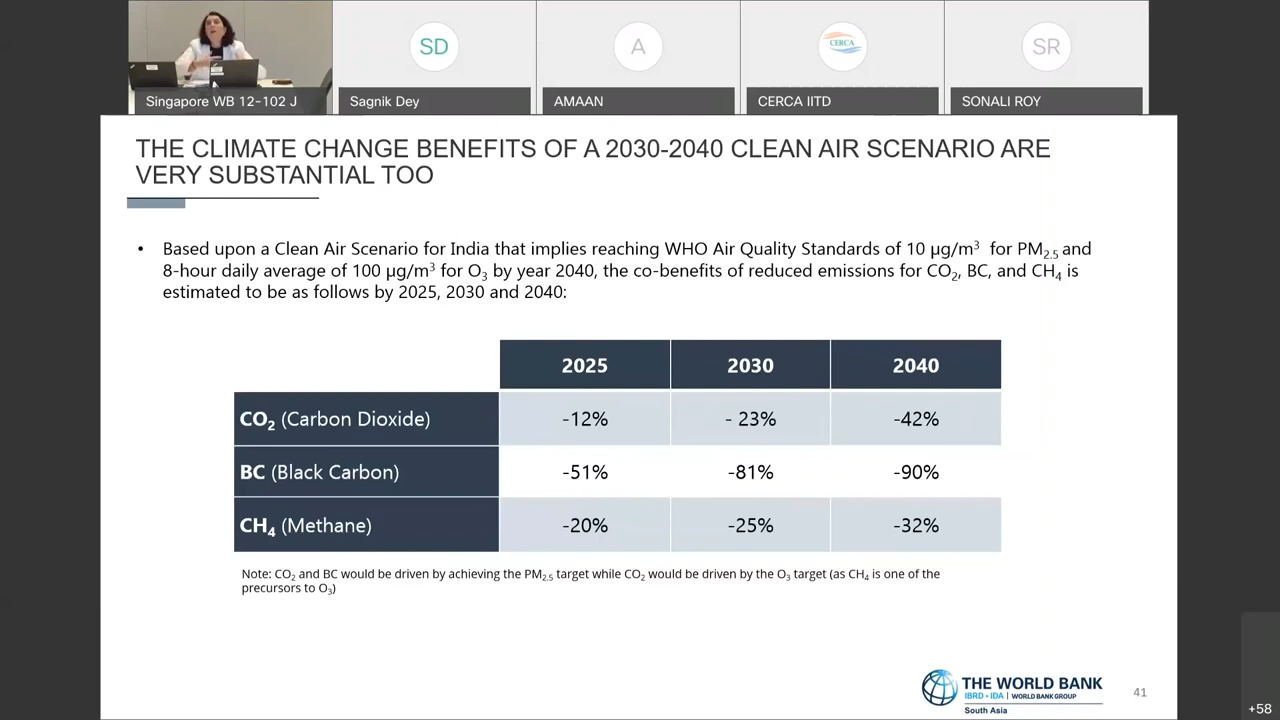 SD
A
CERCA
SR
Singapore WB 12-102 J
Sagnik Dey
AMAAN
CERCA IITD
SONALI ROY
THE CLIMATE CHANGE BENEFITS OF A 2030-2040 CLEAN AIR SCENARIO ARE
VERY SUBSTANTIAL TOO
• Based upon a Clean Air Scenario for India that implies reaching WHO Air Quality Standards of 10 µg/m³ for PM₂.₅ and
8-hour daily average of 100 µg/m³ for O₃ by year 2040, the co-benefits of reduced emissions for CO₂, BC, and CH₄ is
estimated to be as follows by 2025, 2030 and 2040:
2025 2030 2040
CO₂ (Carbon Dioxide) -12% - 23% -42%
BC (Black Carbon) -51% -81% -90%
CH₄ (Methane) -20% -25% -32%
Note: CO₂ and BC would be driven by achieving the PM₂.₅ target while CO₂ would be driven by the O₃ target (as CH₄ is one of the
precursors to O₃)
THE WORLD BANK
IBRD • IDA | WORLD BANK GROUP
South Asia
41
+58